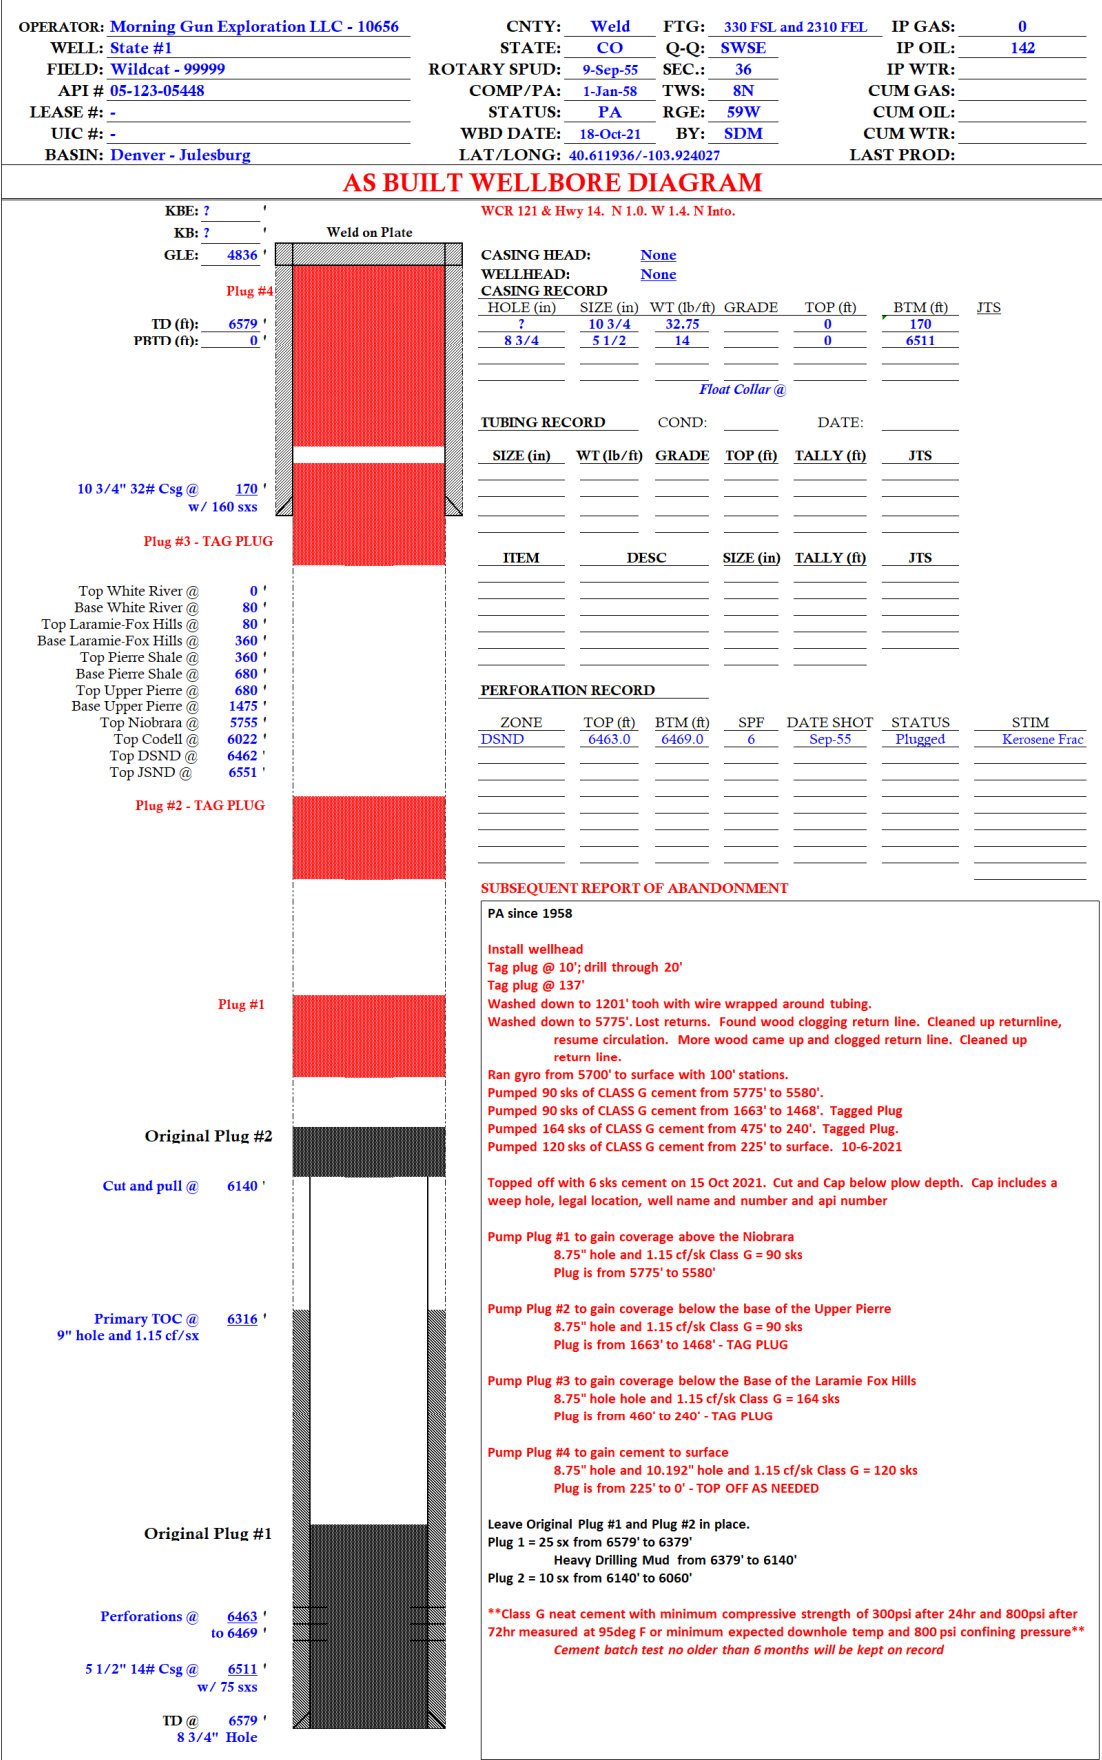 OPERATOR: Morning Gun Exploration LLC - 10656 CNTY: Weld FTG: 330 FSL and 2310 FEL IP GAS: 0
WELL: State #1 STATE: CO Q-Q: SWSE IP OIL: 142
FIELD: Wildcat - 99999 ROTARY SPUD: 9-Sep-55 SEC.: 36 IP WTR:
API # 05-123-05448 COMP/PA: 1-Jan-58 TWS: 8N CUM GAS:
LEASE #: - STATUS: PA RGE: 59W CUM OIL:
UIC #: - WBD DATE: 18-Oct-21 BY: SDM CUM WTR:
BASIN: Denver - Julesburg LAT/LONG: 40.611936/-103.924027 LAST PROD:
AS BUILT WELLBORE DIAGRAM
KBE: ? '
KB: ? '
GLE: 4836 '
Weld on Plate
Plug #4
TD (ft): 6579 '
PBTD (ft): 0 '
10 3/4" 32# Csg @ 170 '
w/ 160 sxs
Plug #3 - TAG PLUG
Top White River @ 0 '
Base White River @ 80 '
Top Laramie-Fox Hills @ 80 '
Base Laramie-Fox Hills @ 360 '
Top Pierre Shale @ 360 '
Base Pierre Shale @ 680 '
Top Upper Pierre @ 680 '
Base Upper Pierre @ 1475 '
Top Niobrara @ 5755 '
Top Codell @ 6022 '
Top DSND @ 6462 '
Top JSND @ 6551 '
Plug #2 - TAG PLUG
Plug #1
Original Plug #2
Cut and pull @ 6140 '
Primary TOC @ 6316 '
9" hole and 1.15 cf/sx
Original Plug #1
Perforations @ 6463 '
to 6469 '
5 1/2" 14# Csg @ 6511 '
w/ 75 sxs
TD @ 6579 '
8 3/4" Hole
WCR 121 & Hwy 14. N 1.0. W 1.4. N Into.
CASING HEAD: None
WELLHEAD: None
CASING RECORD
HOLE (in) SIZE (in) WT (lb/ft) GRADE TOP (ft) BTM (ft) JTS
? 10 3/4 32.75 0 170
8 3/4 5 1/2 14 0 6511
Float Collar @
TUBING RECORD COND: DATE:
SIZE (in) WT (lb/ft) GRADE TOP (ft) TALLY (ft) JTS
ITEM DESC SIZE (in) TALLY (ft) JTS
PERFORATION RECORD
ZONE TOP (ft) BTM (ft) SPF DATE SHOT STATUS STIM
DSND 6463.0 6469.0 6 Sep-55 Plugged Kerosene Frac
SUBSEQUENT REPORT OF ABANDONMENT
PA since 1958
Install wellhead
Tag plug @ 10'; drill through 20'
Tag plug @ 137'
Washed down to 1201' tooh with wire wrapped around tubing.
Washed down to 5775'. Lost returns. Found wood clogging return line. Cleaned up returnline,
resume circulation. More wood came up and clogged return line. Cleaned up
return line.
Ran gyro from 5700' to surface with 100' stations.
Pumped 90 sks of CLASS G cement from 5775' to 5580'.
Pumped 90 sks of CLASS G cement from 1663' to 1468'. Tagged Plug
Pumped 164 sks of CLASS G cement from 475' to 240'. Tagged Plug.
Pumped 120 sks of CLASS G cement from 225' to surface. 10-6-2021
Topped off with 6 sks cement on 15 Oct 2021. Cut and Cap below plow depth. Cap includes a
weep hole, legal location, well name and number and api number
Pump Plug #1 to gain coverage above the Niobrara
8.75" hole and 1.15 cf/sk Class G = 90 sks
Plug is from 5775' to 5580'
Pump Plug #2 to gain coverage below the base of the Upper Pierre
8.75" hole and 1.15 cf/sk Class G = 90 sks
Plug is from 1663' to 1468' - TAG PLUG
Pump Plug #3 to gain coverage below the Base of the Laramie Fox Hills
8.75" hole hole and 1.15 cf/sk Class G = 164 sks
Plug is from 460' to 240' - TAG PLUG
Pump Plug #4 to gain cement to surface
8.75" hole and 10.192" hole and 1.15 cf/sk Class G = 120 sks
Plug is from 225' to 0' - TOP OFF AS NEEDED
Leave Original Plug #1 and Plug #2 in place.
Plug 1 = 25 sx from 6579' to 6379'
Heavy Drilling Mud from 6379' to 6140'
Plug 2 = 10 sx from 6140' to 6060'
**Class G neat cement with minimum compressive strength of 300psi after 24hr and 800psi after
72hr measured at 95deg F or minimum expected downhole temp and 800 psi confining pressure**
Cement batch test no older than 6 months will be kept on record